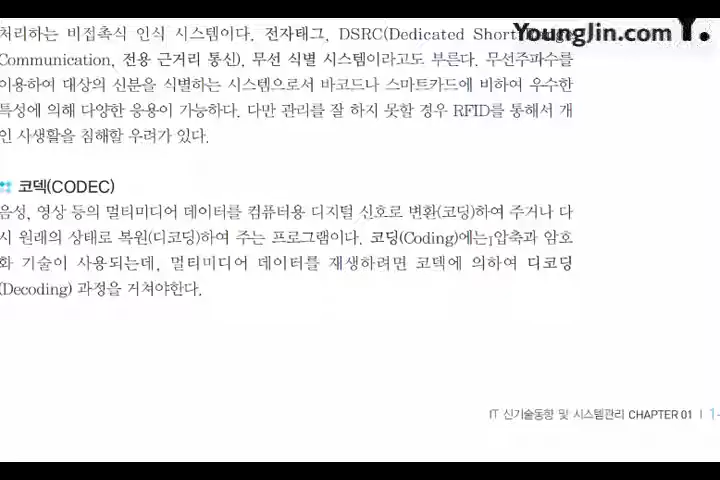 처리하는 비접촉식 인식 시스템이다. 전자태그, DSRC(Dedicated Short Range
YoungJin.com Y.
Communication, 전용 근거리 통신), 무선 식별 시스템이라고도 부른다. 무선주파수를
이용하여 대상의 신분을 식별하는 시스템으로서 바코드나 스마트카드에 비하여 우수한
특성에 의해 다양한 응용이 가능하다. 다만 관리를 잘 하지 못할 경우 RFID를 통해서 개
인 사생활을 침해할 우려가 있다.
코덱(CODEC)
음성, 영상 등의 멀티미디어 데이터를 컴퓨터용 디지털 신호로 변환(코딩)하여 주거나 다
시 원래의 상태로 복원(디코딩)하여 주는 프로그램이다. 코딩(Coding)에는 압축과 암호
화 기술이 사용되는데, 멀티미디어 데이터를 재생하려면 코덱에 의하여 디코딩
(Decoding) 과정을 거쳐야한다.
IT 신기술동향 및 시스템관리 CHAPTER 01 | 1-